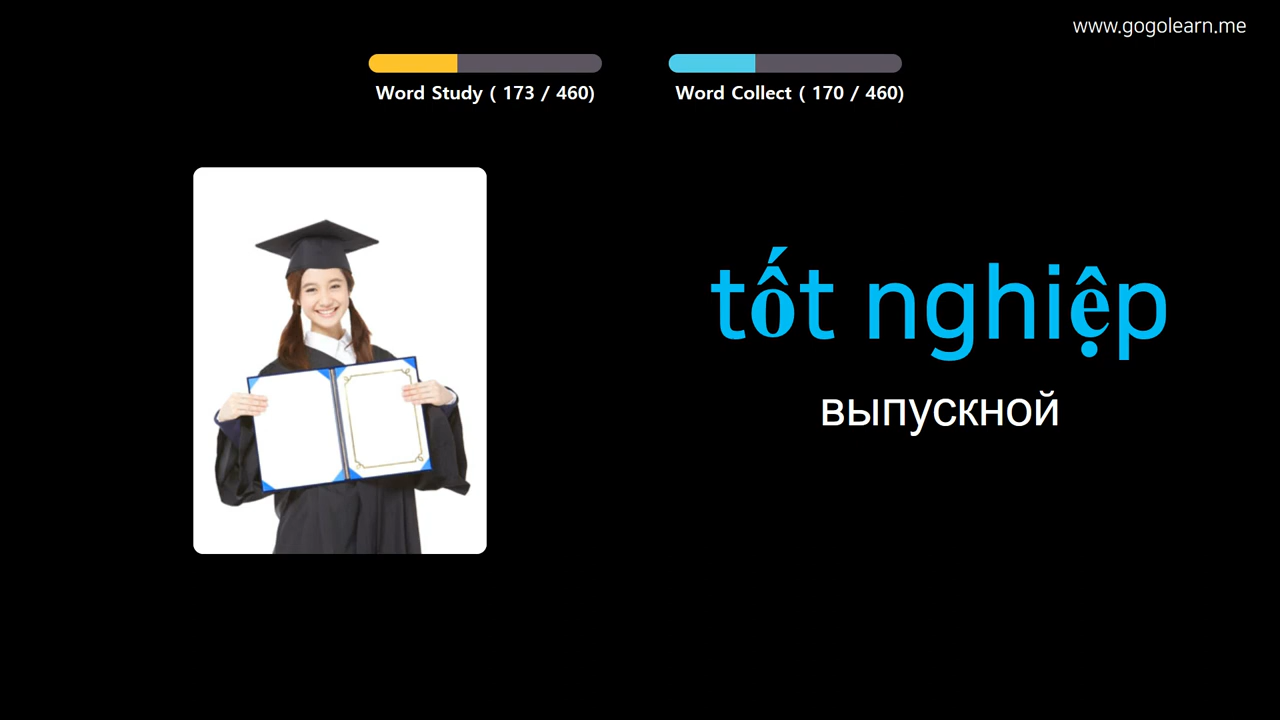 www.gogolearn.me
Word Study ( 173 / 460)
Word Collect ( 170 / 460)
tốt nghiệp
выпускной